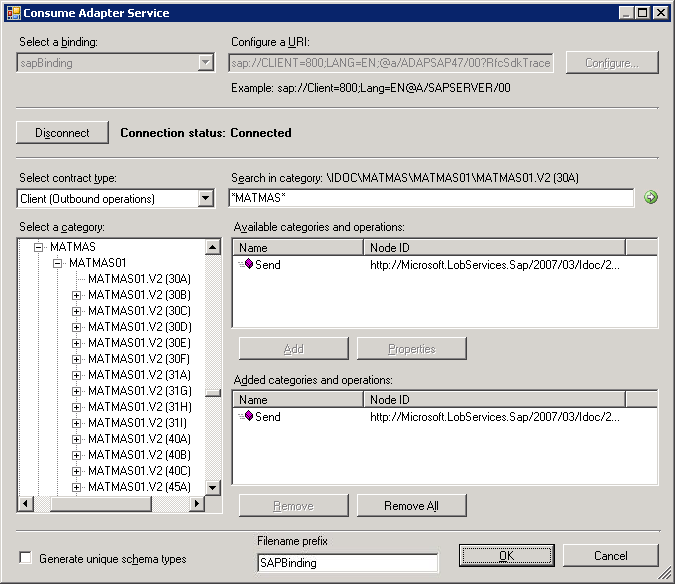 Consume Adapter Service
Select a binding:
Configure a URI:
sapBinding
sap://CLIENT=800;LANG=EN;@a/ADAPSAP47/00?RfcSdkTrace
Configure...
Example: sap://Client=800;Lang=EN@A/SAPSERVER/00
Disconnect
Connection status: Connected
Select contract type:
Search in category: \IDOC\MATMAS\MATMAS01\MATMAS01.V2 (30A)
Client (Outbound operations)
*MATMAS*
Select a category:
MATMAS
MATMAS01
MATMAS01.V2 (30A)
MATMAS01.V2 (30B)
MATMAS01.V2 (30C)
MATMAS01.V2 (30D)
MATMAS01.V2 (30E)
MATMAS01.V2 (30F)
MATMAS01.V2 (31A)
MATMAS01.V2 (31G)
MATMAS01.V2 (31H)
MATMAS01.V2 (31I)
MATMAS01.V2 (40A)
MATMAS01.V2 (40B)
MATMAS01.V2 (40C)
MATMAS01.V2 (45A)
Available categories and operations:
Name Node ID
Send http://Microsoft.LobServices.Sap/2007/03/Idoc/2...
Add
Properties
Added categories and operations:
Name Node ID
Send http://Microsoft.LobServices.Sap/2007/03/Idoc/2...
Remove
Remove All
Generate unique schema types
Filename prefix
SAPBinding
OK
Cancel